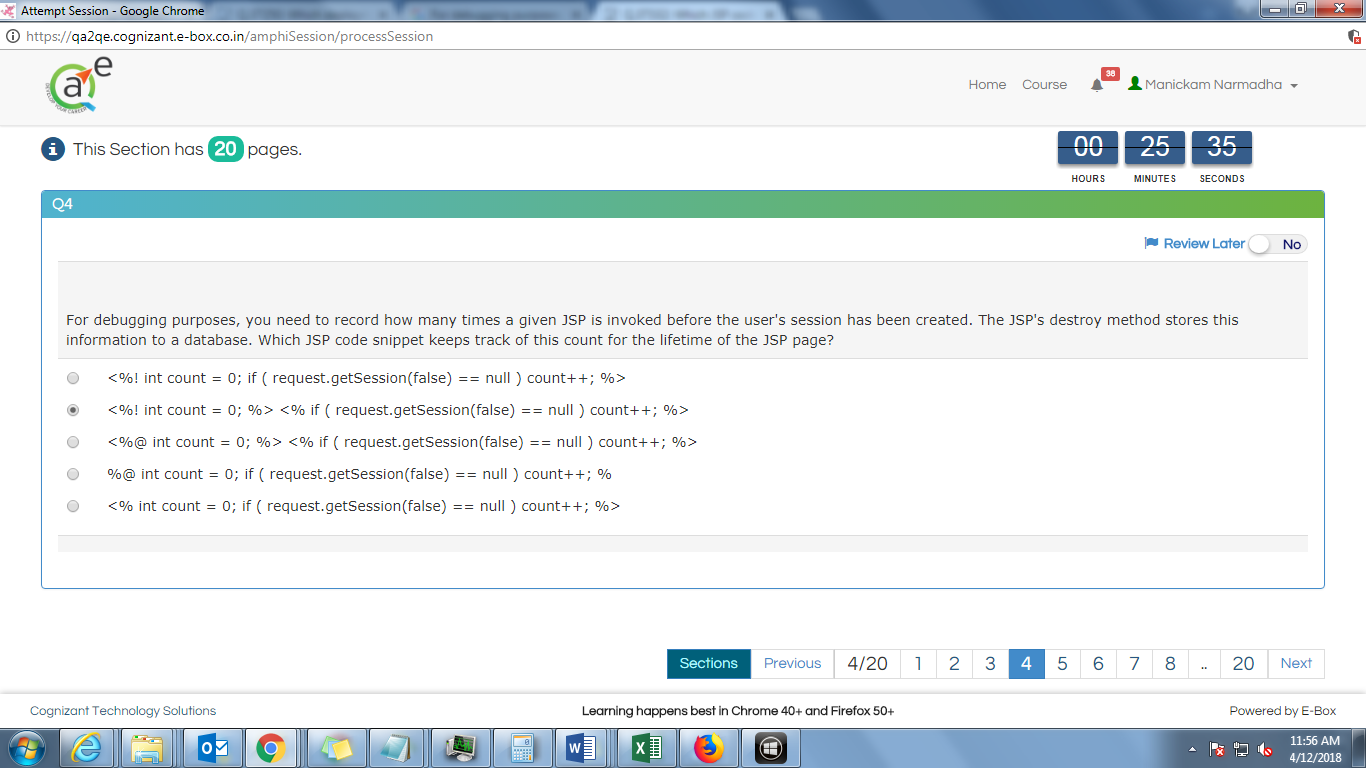 Attempt Session - Google Chrome
https://qa2qe.cognizant.e-box.co.in/amphiSession/processSession
a e
Home Course 38 Manickam Narmadha
This Section has 20 pages.
00 25 35
HOURS MINUTES SECONDS
Q4
Review Later No
For debugging purposes, you need to record how many times a given JSP is invoked before the user's session has been created. The JSP's destroy method stores this
information to a database. Which JSP code snippet keeps track of this count for the lifetime of the JSP page?
<%! int count = 0; if ( request.getSession(false) == null ) count++; %>
<%! int count = 0; %> <% if ( request.getSession(false) == null ) count++; %>
<%@ int count = 0; %> <% if ( request.getSession(false) == null ) count++; %>
%@ int count = 0; if ( request.getSession(false) == null ) count++; %
<% int count = 0; if ( request.getSession(false) == null ) count++; %>
Sections Previous 4/20 1 2 3 4 5 6 7 8 .. 20 Next
Cognizant Technology Solutions Learning happens best in Chrome 40+ and Firefox 50+ Powered by E-Box
11:56 AM
4/12/2018